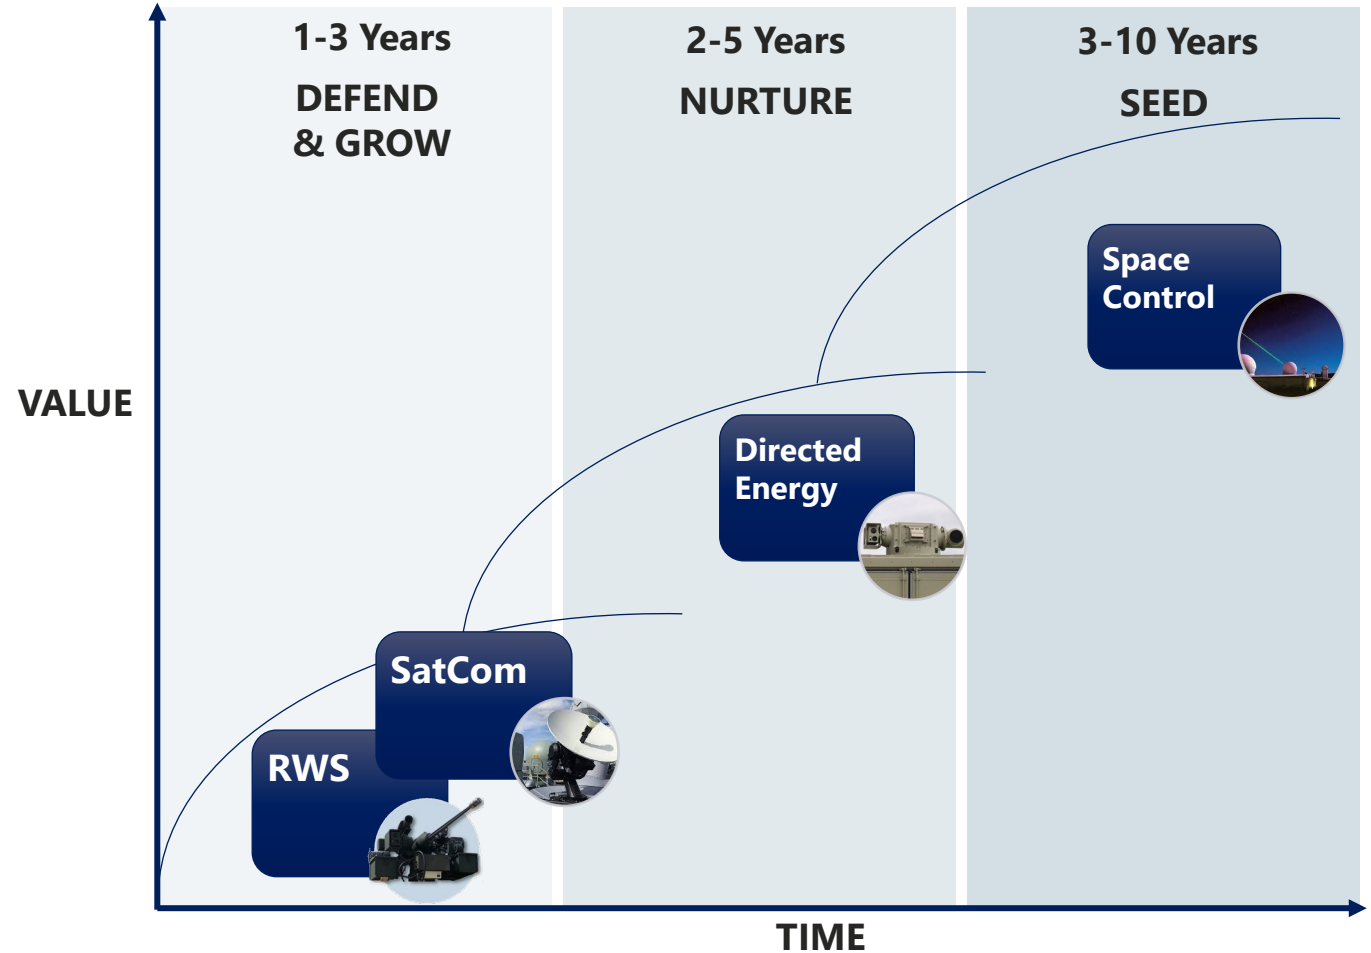 1-3 Years
DEFEND
& GROW
2-5 Years
NURTURE
3-10 Years
SEED
Space
Control
VALUE
Directed
Energy
SatCom
RWS
TIME